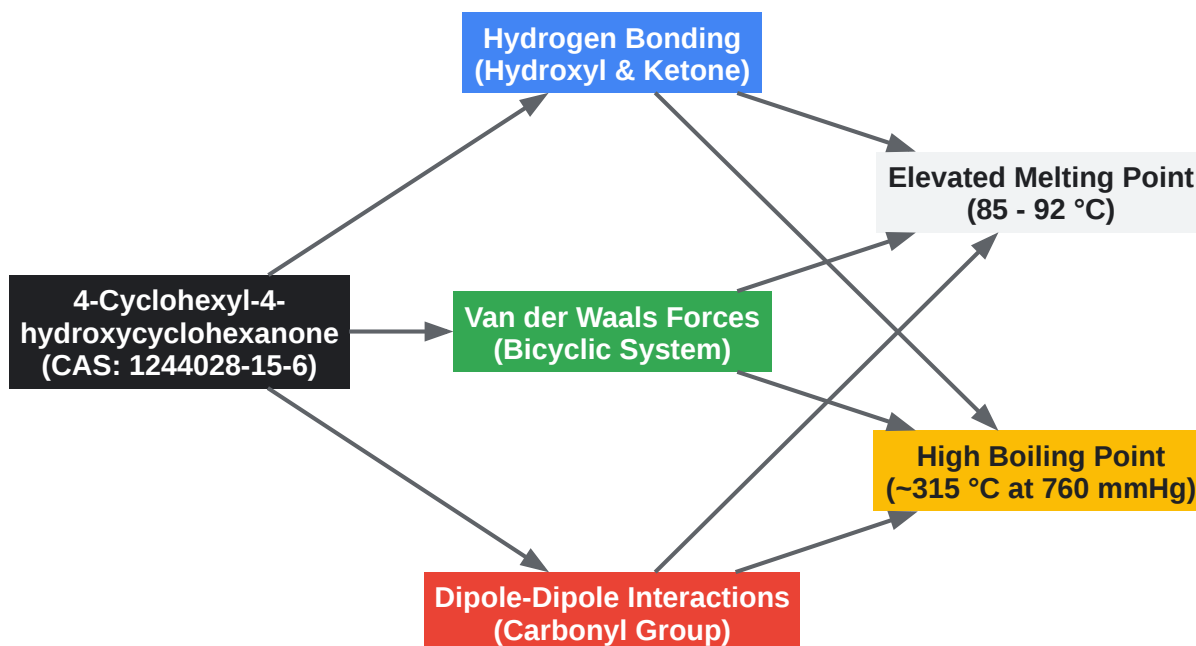 Hydrogen Bonding
(Hydroxyl & Ketone)
Elevated Melting Point
(85 - 92 °C)
4-Cyclohexyl-4-
hydroxycyclohexanone
(CAS: 1244028-15-6)
Van der Waals Forces
(Bicyclic System)
High Boiling Point
(~315 °C at 760 mmHg)
Dipole-Dipole Interactions
(Carbonyl Group)